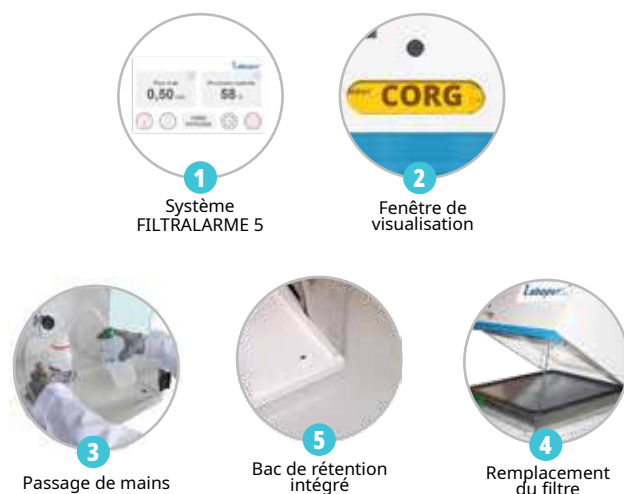 0,50
58
1
Système
FILTRALARME 5
CORG
2
Fenêtre de
visualisation
3
Passage de mains
5
Bac de rétention
intégré
4
Remplacement
du filtre